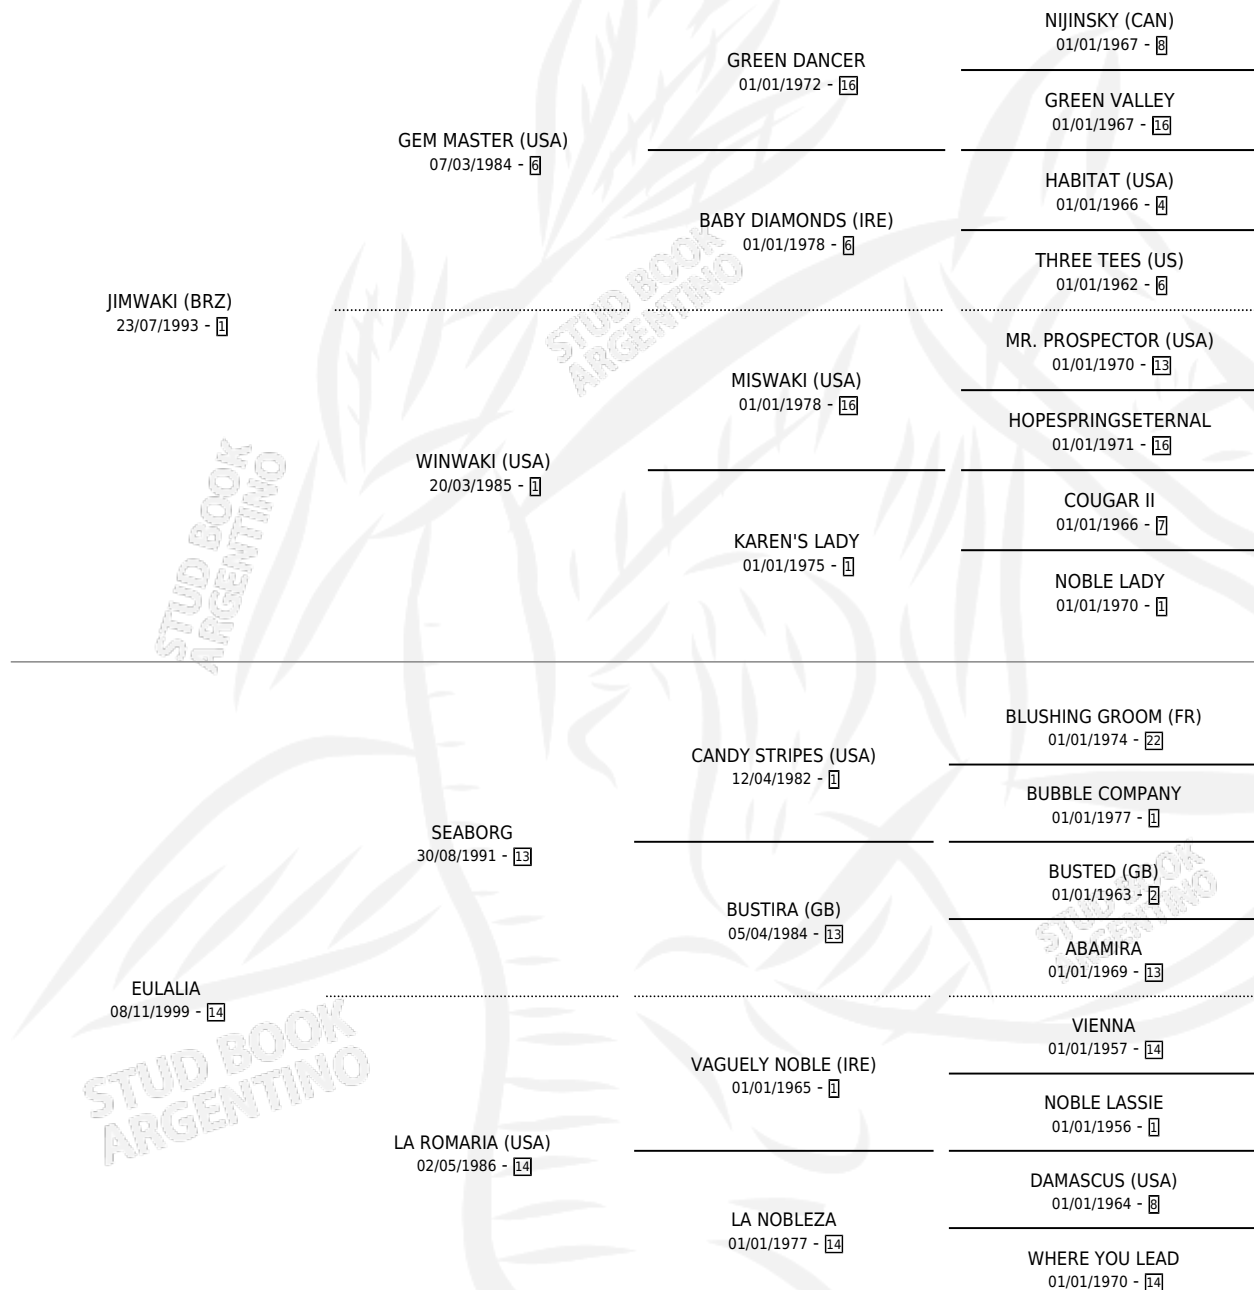 NIJINSKY (CAN)
01/01/1967 - 8
GREEN DANCER
01/01/1972 - 16
GREEN VALLEY
01/01/1967 - 16
GEM MASTER (USA)
07/03/1984 - 6
HABITAT (USA)
01/01/1966 - 4
BABY DIAMONDS (IRE)
01/01/1978 - 6
THREE TEES (US)
01/01/1962 - 6
JIMWAKI (BRZ)
23/07/1993 - 1
MR. PROSPECTOR (USA)
01/01/1970 - 13
MISWAKI (USA)
01/01/1978 - 16
HOPESPRINGSETERNAL
01/01/1971 - 16
WINWAKI (USA)
20/03/1985 - 1
COUGAR II
01/01/1966 - 7
KAREN'S LADY
01/01/1975 - 1
NOBLE LADY
01/01/1970 - 1
BLUSHING GROOM (FR)
01/01/1974 - 22
CANDY STRIPES (USA)
12/04/1982 - 1
BUBBLE COMPANY
01/01/1977 - 1
SEABORG
30/08/1991 - 13
BUSTED (GB)
01/01/1963 - 2
BUSTIRA (GB)
05/04/1984 - 13
ABAMIRA
01/01/1969 - 13
EULALIA
08/11/1999 - 14
VIENNA
01/01/1957 - 14
VAGUELY NOBLE (IRE)
01/01/1965 - 1
NOBLE LASSIE
01/01/1956 - 1
LA ROMARIA (USA)
02/05/1986 - 14
DAMASCUS (USA)
01/01/1964 - 8
LA NOBLEZA
01/01/1977 - 14
WHERE YOU LEAD
01/01/1970 - 14
STUD BOOK
ARGENTINO
STUD BOOK
ARGENTINO
STUD BOOK
ARGENTINO
STUD BOOK
ARGENTINO